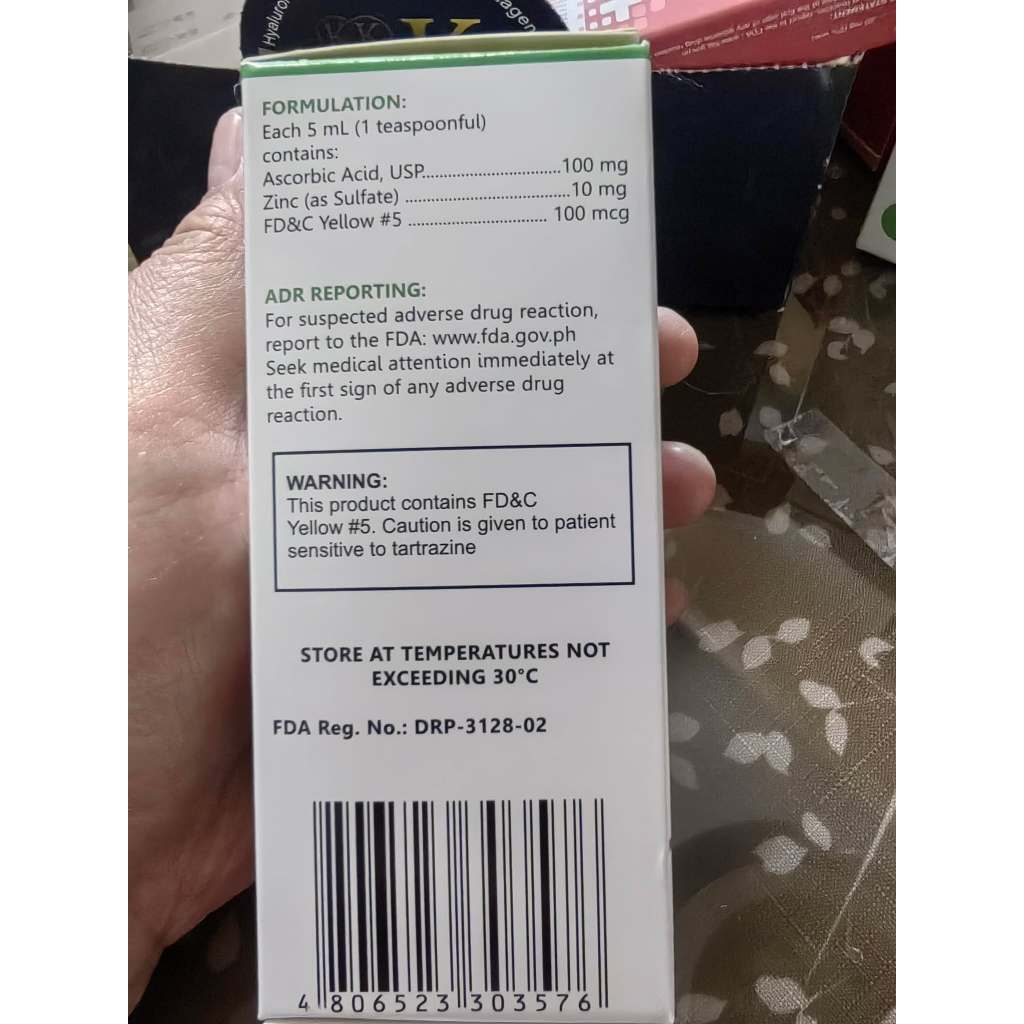 Hyaluro
K
agen
FORMULATION:
Each 5 mL (1 teaspoonful)
contains:
Ascorbic Acid, USP..............................100 mg
Zinc (as Sulfate) ....................................10 mg
FD&C Yellow #5 .............................. 100 mcg
ADR REPORTING:
For suspected adverse drug reaction,
report to the FDA: www.fda.gov.ph
Seek medical attention immediately at
the first sign of any adverse drug
reaction.
WARNING:
This product contains FD&C
Yellow #5. Caution is given to patient
sensitive to tartrazine
STORE AT TEMPERATURES NOT
EXCEEDING 30°C
FDA Reg. No.: DRP-3128-02
4 806523 303576